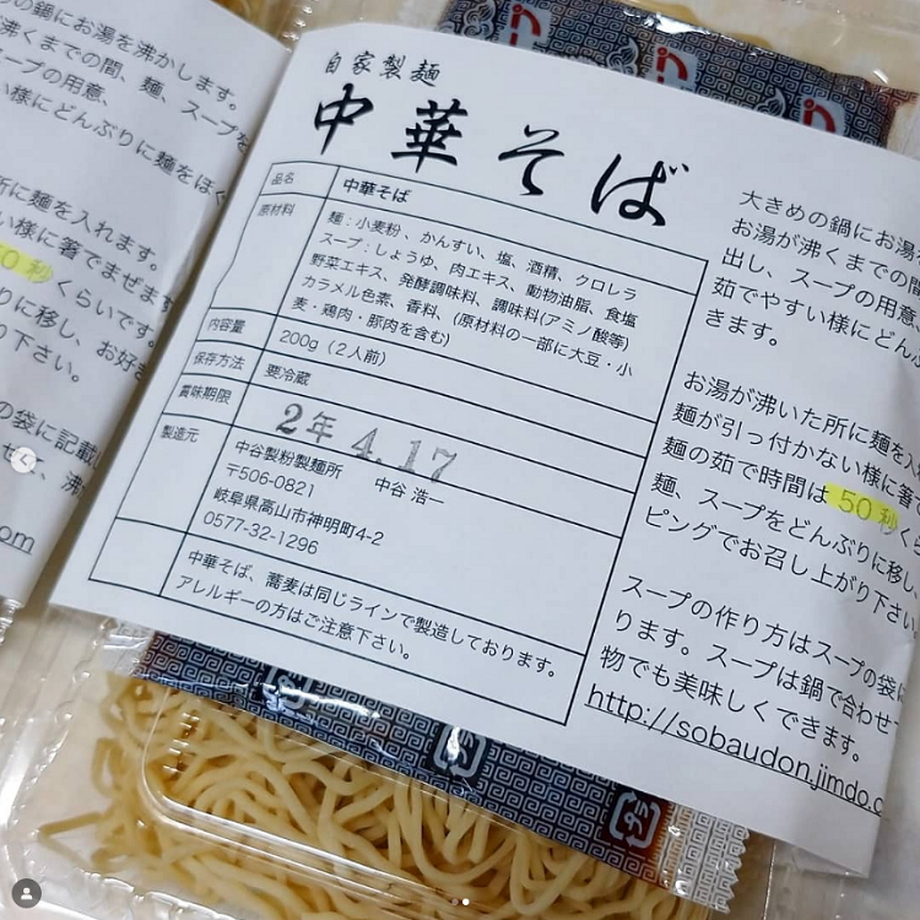 の鍋にお湯を沸かします。
沸くまでの間、麺、スープを
ープの用意、
い様にどんぶりに麺をほぐ
所に麺を入れます。
い様に箸でまぜます
0 秒くらいです。
りに移し、お好き
り下さい。
の袋に記載
せて、沸
om
自家製麺
中華そば
品名 中華そば
原材料 麺：小麦粉、かんすい、塩、酒精、クロレラ
スープ：しょうゆ、肉エキス、動物油脂、食塩
野菜エキス、発酵調味料、調味料(アミノ酸等)
カラメル色素、香料、(原材料の一部に大豆・小
麦・鶏肉・豚肉を含む)
内容量 200g（2人前）
保存方法 要冷蔵
賞味期限 2年 4.17
製造元 中谷製粉製麺所 中谷 浩一
〒506-0821
岐阜県高山市神明町4-2
0577-32-1296
中華そば、蕎麦は同じラインで製造しております。
アレルギーの方はご注意下さい。
大きめの鍋にお湯を
お湯が沸くまでの間
出し、スープの用意
茹でやすい様にどん
きます。
お湯が沸いた所に麺を入
麺が引っ付かない様に箸で
麺の茹で時間は 50 秒くら
麺、スープをどんぶりに移し
ピングでお召し上がり下さい
スープの作り方はスープの袋に
ります。スープは鍋で合わせ
物でも美味しくできます。
http://sobaudon.jimdo.c